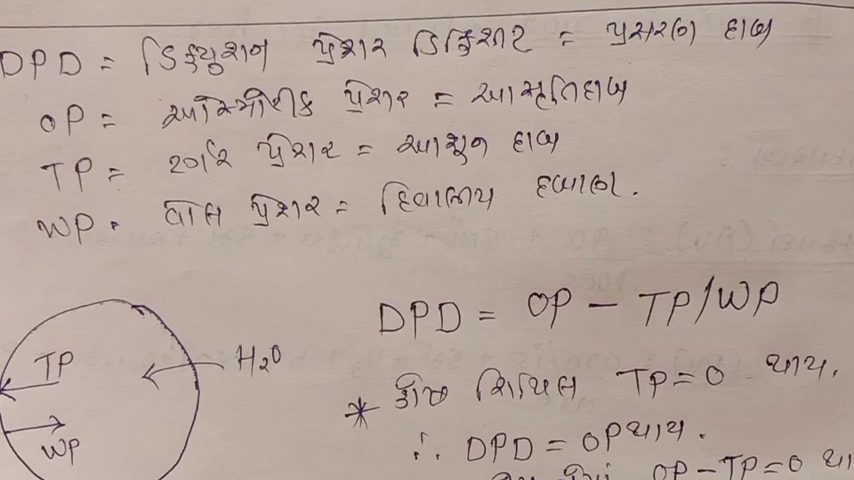 DPD = ડિફ્યુશન પ્રેશર ડિફિશાટ = પ્રસરણ દાબ
OP = ઓસ્મોટીક પ્રેશર = આસૃતિદાબ
TP = ટર્ગર પ્રેશર = આશૂન દાબ
WP = વોલ પ્રેશર = દિવાલીય દબાણ.
DPD = OP - TP/WP
TP
H2O
WP
* કોષ શિથિલ TP=0 થાય.
∴ DPD = OP થાય.
OP-TP=0 થા